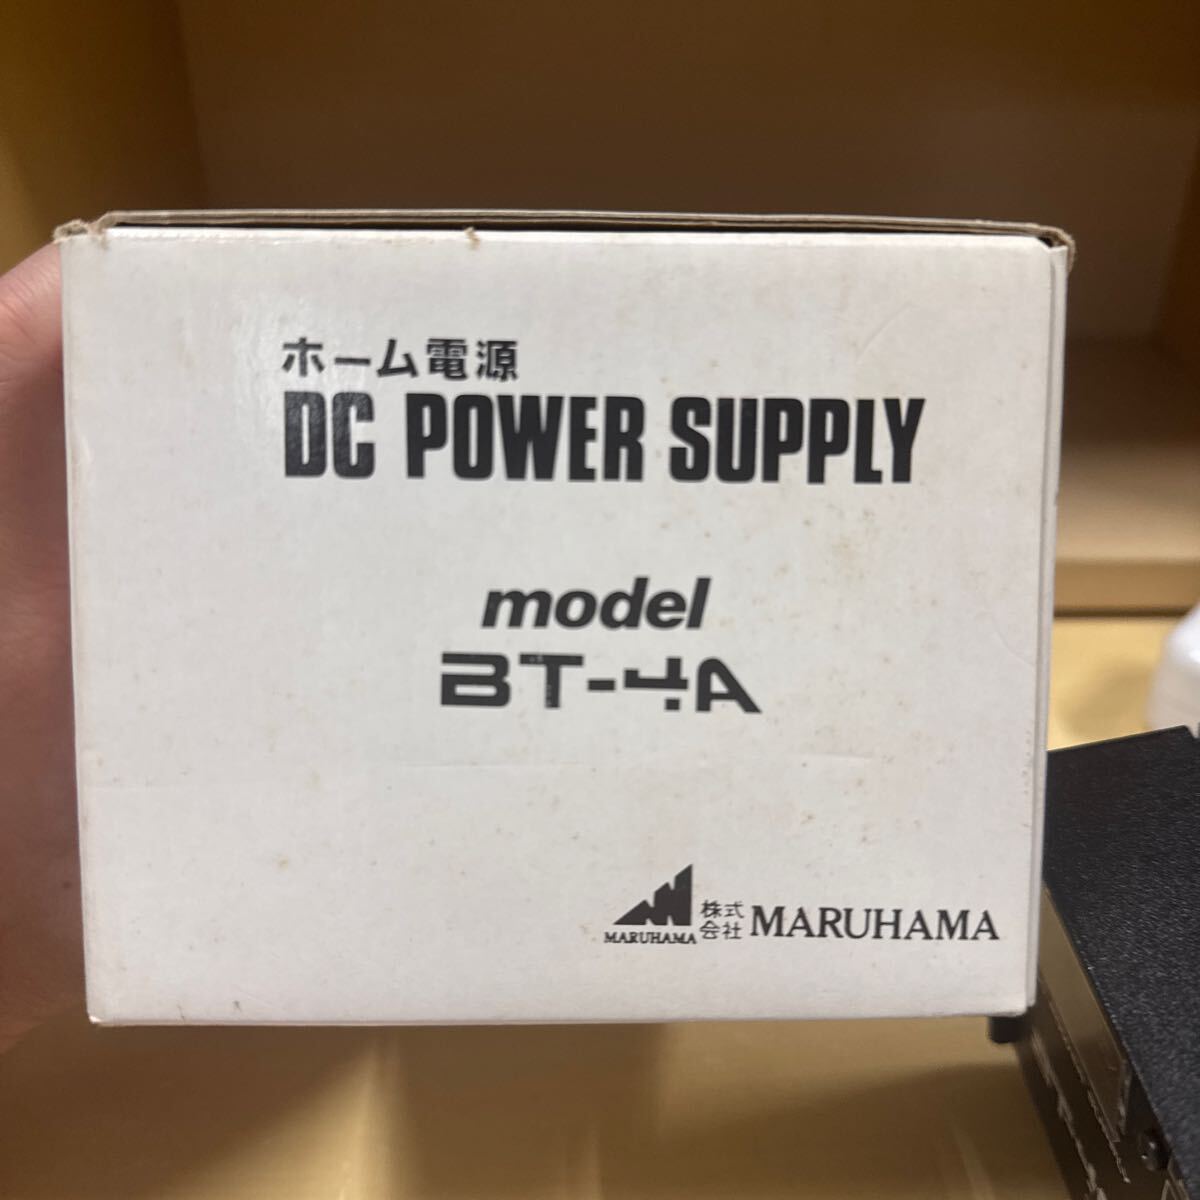 ホーム電源
DC POWER SUPPLY
model
BT-4A
MARUHAMA
株式会社 MARUHAMA